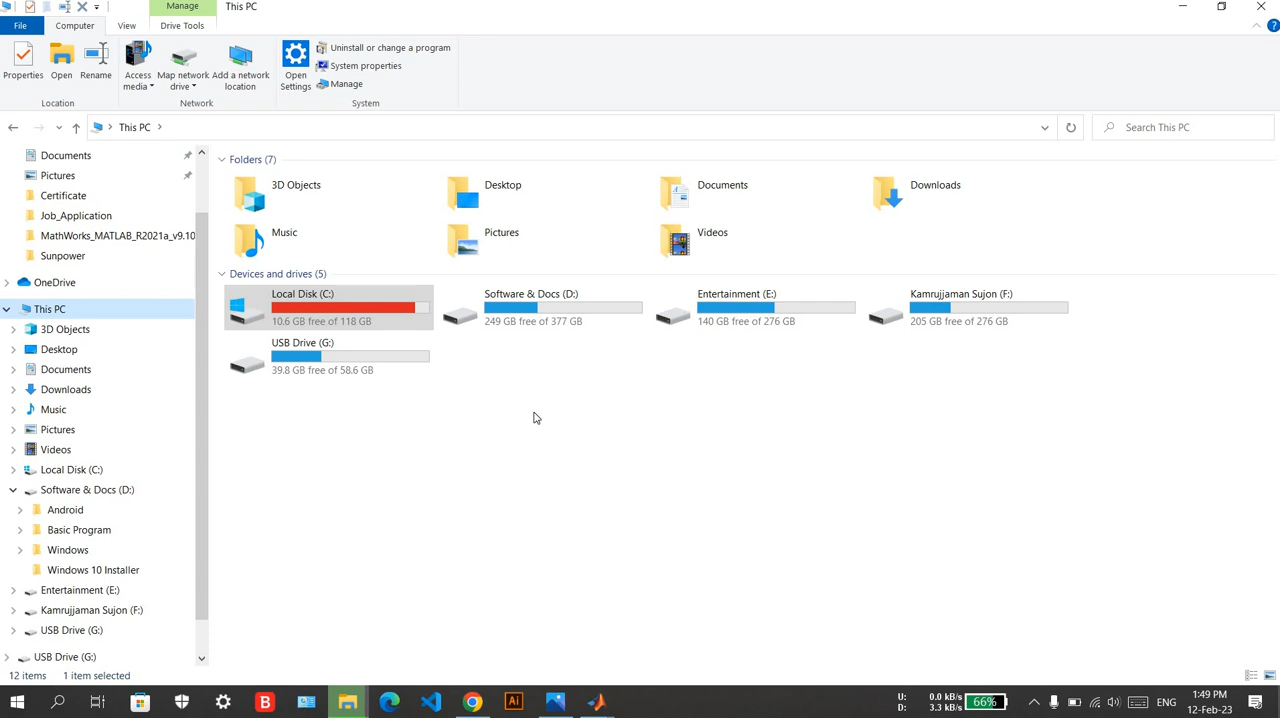 Manage
This PC
File
Computer
View
Drive Tools
Properties
Open
Rename
Access media
Map network drive
Add a network location
Open Settings
Uninstall or change a program
System properties
Manage
Location
Network
System
This PC
Search This PC
Documents
Pictures
Certificate
Job_Application
MathWorks_MATLAB_R2021a_v9.10
Sunpower
OneDrive
This PC
3D Objects
Desktop
Documents
Downloads
Music
Pictures
Videos
Local Disk (C:)
Software & Docs (D:)
Android
Basic Program
Windows
Windows 10 Installer
Entertainment (E:)
Kamrujjaman Sujon (F:)
USB Drive (G:)
USB Drive (G:)
Folders (7)
3D Objects
Desktop
Documents
Downloads
Music
Pictures
Videos
Devices and drives (5)
Local Disk (C:)
10.6 GB free of 118 GB
Software & Docs (D:)
249 GB free of 377 GB
Entertainment (E:)
140 GB free of 276 GB
Kamrujjaman Sujon (F:)
205 GB free of 276 GB
USB Drive (G:)
39.8 GB free of 58.6 GB
12 items
1 item selected
B
Ai
U: 0.0 kB/s
D: 3.3 kB/s
66%
ENG
1:49 PM
12-Feb-23